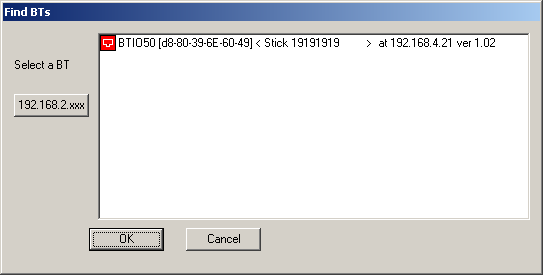 Find BTs
BTIO50 [d8-80-39-6E-60-49] < Stick 19191919 > at 192.168.4.21 ver 1.02
Select a BT
192.168.2.xxx
OK
Cancel